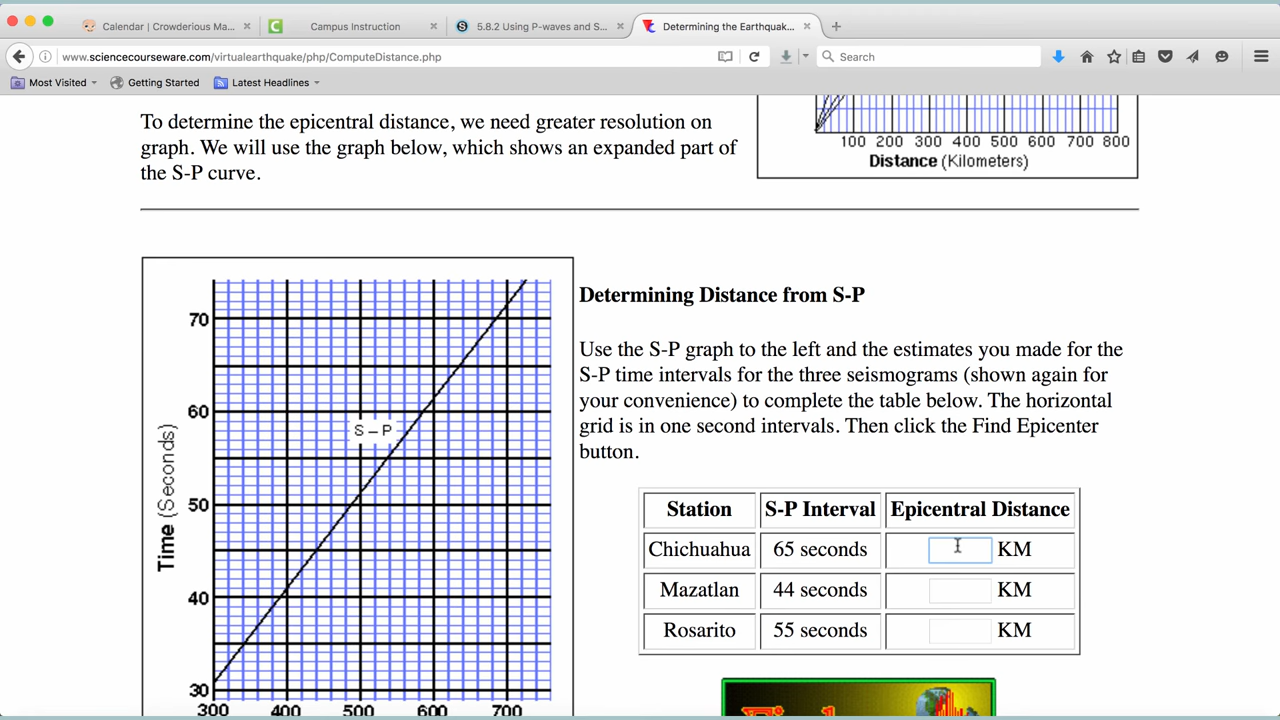 Calendar | Crowderious Ma...
Campus Instruction
5.8.2 Using P-waves and S...
Determining the Earthquak...
www.sciencecourseware.com/virtualearthquake/php/ComputeDistance.php
Search
Most Visited
Getting Started
Latest Headlines
To determine the epicentral distance, we need greater resolution on
graph. We will use the graph below, which shows an expanded part of
the S-P curve.
100 200 300 400 500 600 700 800
Distance (Kilometers)
Determining Distance from S-P
Use the S-P graph to the left and the estimates you made for the
S-P time intervals for the three seismograms (shown again for
your convenience) to complete the table below. The horizontal
grid is in one second intervals. Then click the Find Epicenter
button.
70
60
50
40
30
Time (Seconds)
S – P
300 400 500 600 700
Station S-P Interval Epicentral Distance
Chichuahua 65 seconds KM
Mazatlan 44 seconds KM
Rosarito 55 seconds KM